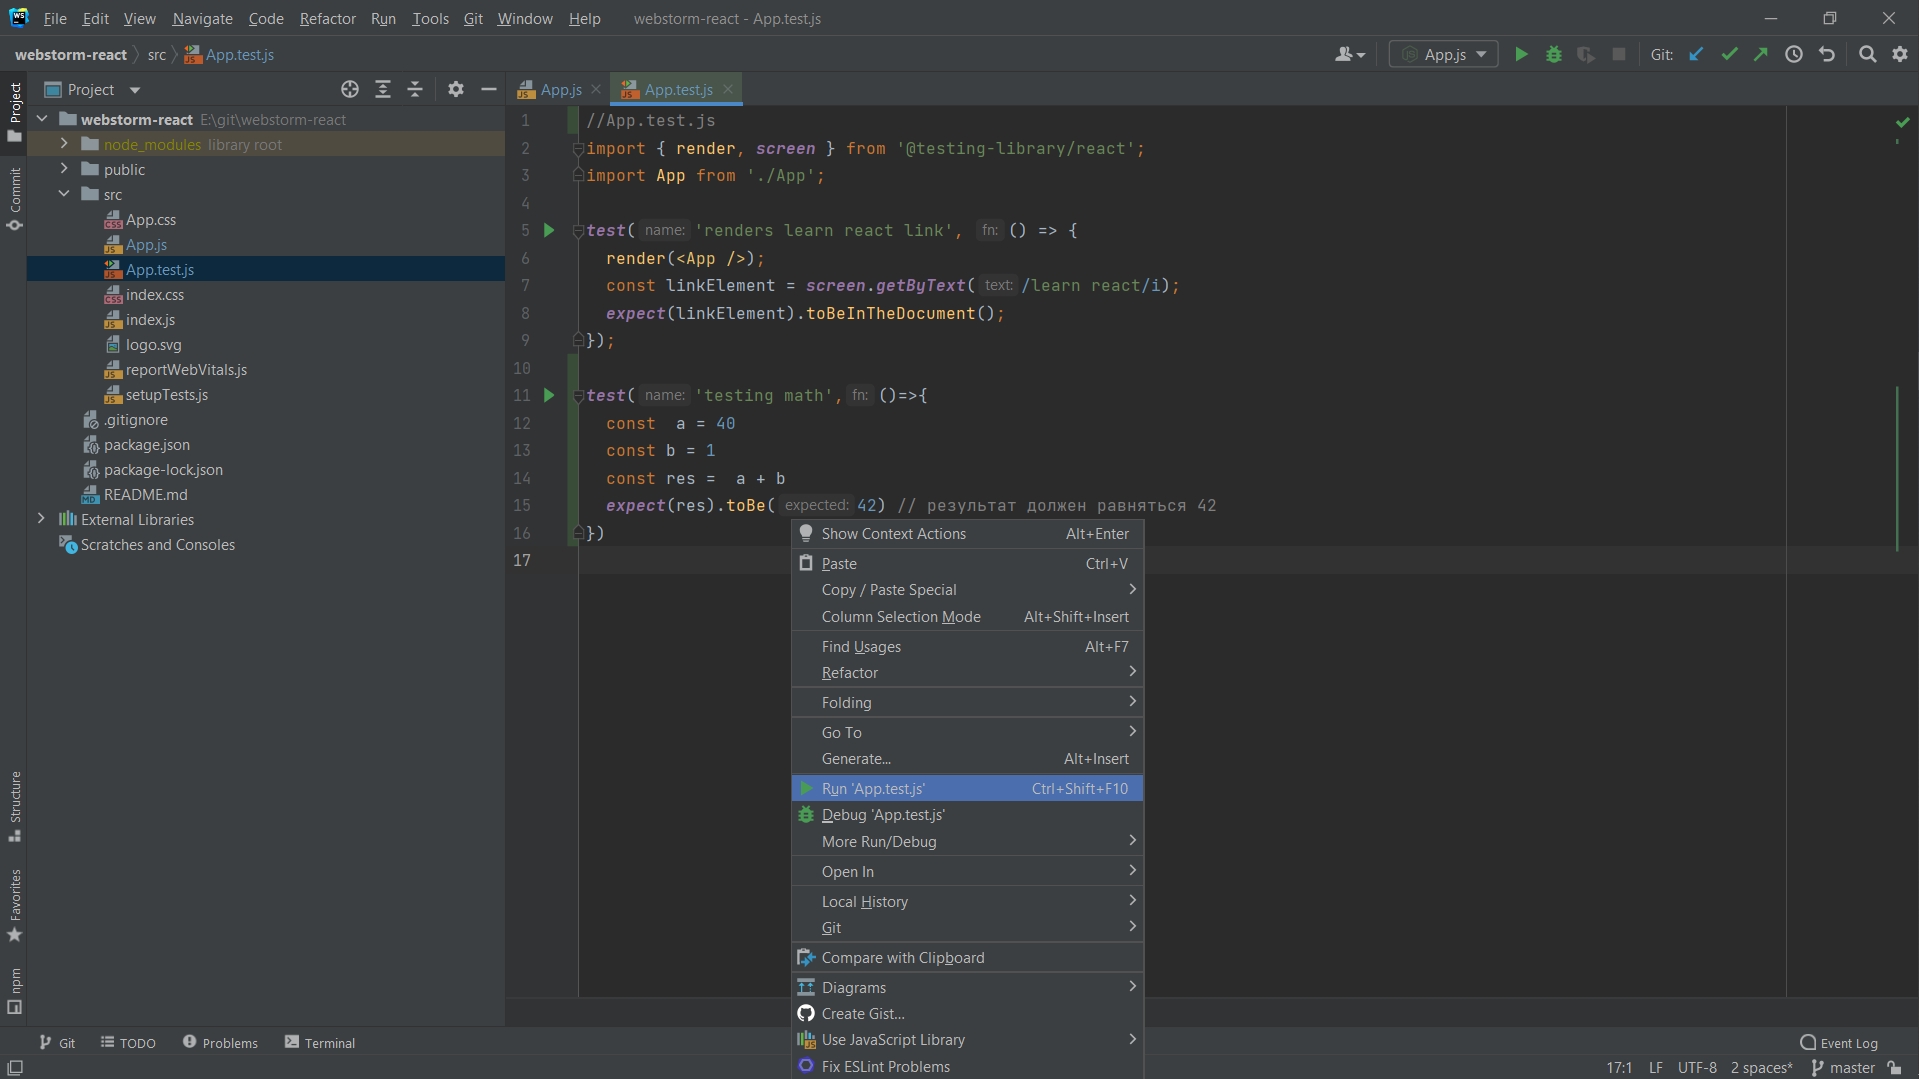 File Edit View Navigate Code Refactor Run Tools Git Window Help webstorm-react - App.test.js
webstorm-react src App.test.js App.js Git:
Project
Commit
Structure
Favorites
npm
Project
webstorm-react E:\git\webstorm-react
node_modules library root
public
src
App.css
App.js
App.test.js
index.css
index.js
logo.svg
reportWebVitals.js
setupTests.js
.gitignore
package.json
package-lock.json
README.md
External Libraries
Scratches and Consoles
App.js App.test.js
1 //App.test.js
2 import { render, screen } from '@testing-library/react';
3 import App from './App';
4
5 test( name: 'renders learn react link', fn: () => {
6 render(<App />);
7 const linkElement = screen.getByText( text: /learn react/i);
8 expect(linkElement).toBeInTheDocument();
9 });
10
11 test( name: 'testing math', fn: ()=>{
12 const  a = 40
13 const b = 1
14 const res =  a + b
15 expect(res).toBe( expected: 42) // результат должен равняться 42
16 })
17
Show Context Actions Alt+Enter
Paste Ctrl+V
Copy / Paste Special
Column Selection Mode Alt+Shift+Insert
Find Usages Alt+F7
Refactor
Folding
Go To
Generate... Alt+Insert
Run 'App.test.js' Ctrl+Shift+F10
Debug 'App.test.js'
More Run/Debug
Open In
Local History
Git
Compare with Clipboard
Diagrams
Create Gist...
Use JavaScript Library
Fix ESLint Problems
Git TODO Problems Terminal Event Log
17:1 LF UTF-8 2 spaces* master